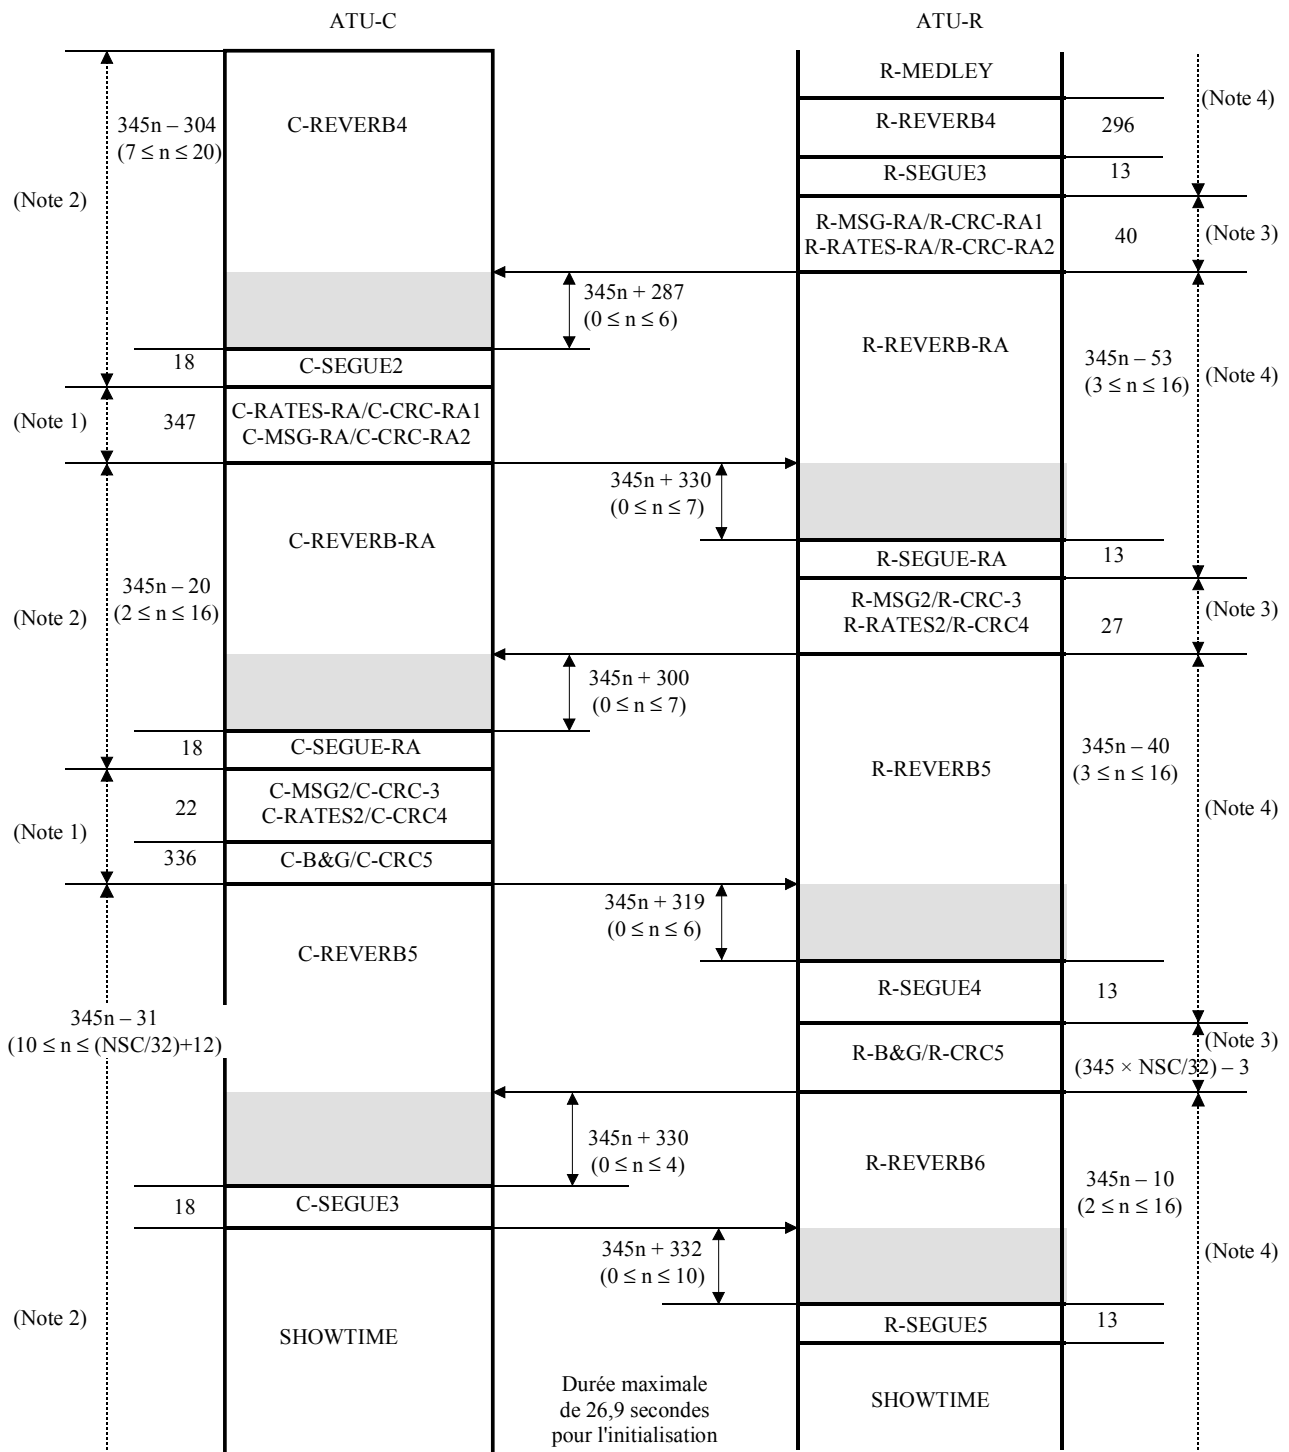 ATU-C
ATU-R
R-MEDLEY
(Note 4)
345n – 304
(7 ≤ n ≤ 20)
C-REVERB4
R-REVERB4
296
R-SEGUE3
13
(Note 2)
R-MSG-RA/R-CRC-RA1
R-RATES-RA/R-CRC-RA2
40
(Note 3)
345n + 287
(0 ≤ n ≤ 6)
R-REVERB-RA
345n – 53
(3 ≤ n ≤ 16)
(Note 4)
18
C-SEGUE2
(Note 1)
347
C-RATES-RA/C-CRC-RA1
C-MSG-RA/C-CRC-RA2
345n + 330
(0 ≤ n ≤ 7)
C-REVERB-RA
R-SEGUE-RA
13
345n – 20
(2 ≤ n ≤ 16)
(Note 2)
R-MSG2/R-CRC-3
R-RATES2/R-CRC4
27
(Note 3)
345n + 300
(0 ≤ n ≤ 7)
18
C-SEGUE-RA
R-REVERB5
345n – 40
(3 ≤ n ≤ 16)
(Note 4)
C-MSG2/C-CRC-3
C-RATES2/C-CRC4
22
(Note 1)
336
C-B&G/C-CRC5
345n + 319
(0 ≤ n ≤ 6)
C-REVERB5
R-SEGUE4
13
345n – 31
(10 ≤ n ≤ (NSC/32)+12)
R-B&G/R-CRC5
(Note 3)
(345 × NSC/32) – 3
345n + 330
(0 ≤ n ≤ 4)
R-REVERB6
345n – 10
(2 ≤ n ≤ 16)
18
C-SEGUE3
345n + 332
(0 ≤ n ≤ 10)
(Note 4)
(Note 2)
SHOWTIME
R-SEGUE5
13
Durée maximale
de 26,9 secondes
pour l'initialisation
SHOWTIME